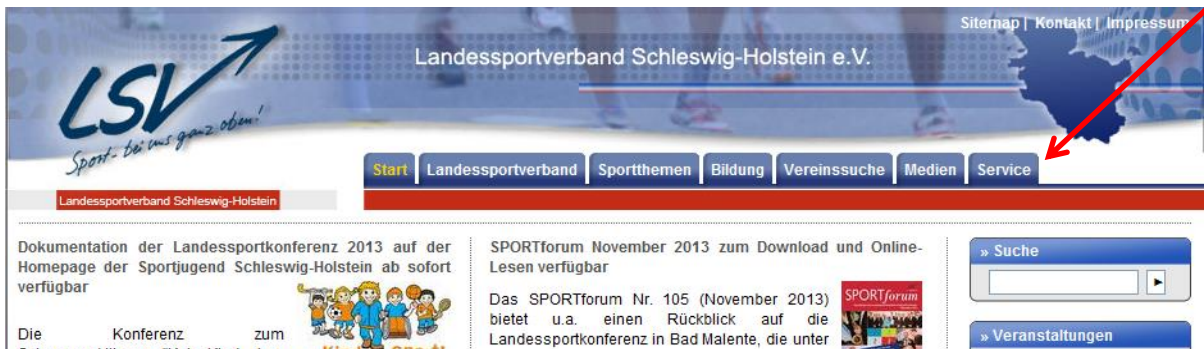 Sitemap | Kontakt | Impressum
Landessportverband Schleswig-Holstein e.V.
LSV
Sport- bei uns ganz oben!
Start Landessportverband Sportthemen Bildung Vereinssuche Medien Service
Landessportverband Schleswig-Holstein
Dokumentation der Landessportkonferenz 2013 auf der
Homepage der Sportjugend Schleswig-Holstein ab sofort
verfügbar
Die Konferenz zum
SPORTforum November 2013 zum Download und Online-
Lesen verfügbar
Das SPORTforum Nr. 105 (November 2013)
bietet u.a. einen Rückblick auf die
Landessportkonferenz in Bad Malente, die unter
SPORTforum
» Suche
» Veranstaltungen